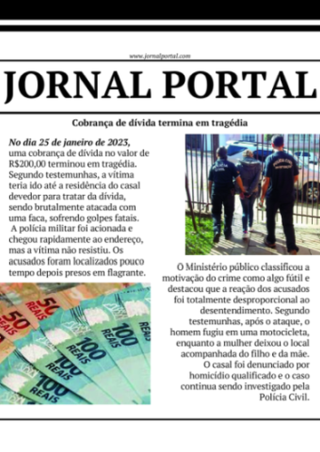 www.jornalportal.com
JORNAL PORTAL
Cobrança de dívida termina em tragédia
No dia 25 de janeiro de 2023,
uma cobrança de dívida no valor de
R$200,00 terminou em tragédia.
Segundo testemunhas, a vítima
teria ido até a residência do casal
devedor para tratar da dívida,
sendo brutalmente atacada com
uma faca, sofrendo golpes fatais.
A polícia militar foi acionada e
chegou rapidamente ao endereço,
mas a vítima não resistiu. Os
acusados foram localizados pouco
tempo depois presos em flagrante.
O Ministério público classificou a
motivação do crime como algo fútil e
destacou que a reação dos acusados
foi totalmente desproporcional ao
desentendimento. Segundo
testemunhas, após o ataque, o
homem fugiu em uma motocicleta,
enquanto a mulher deixou o local
acompanhada do filho e da mãe.
O casal foi denunciado por
homicídio qualificado e o caso
continua sendo investigado pela
Polícia Civil.
50
REAIS
50
REAIS
100
REAIS
100
REAIS
100
REAIS